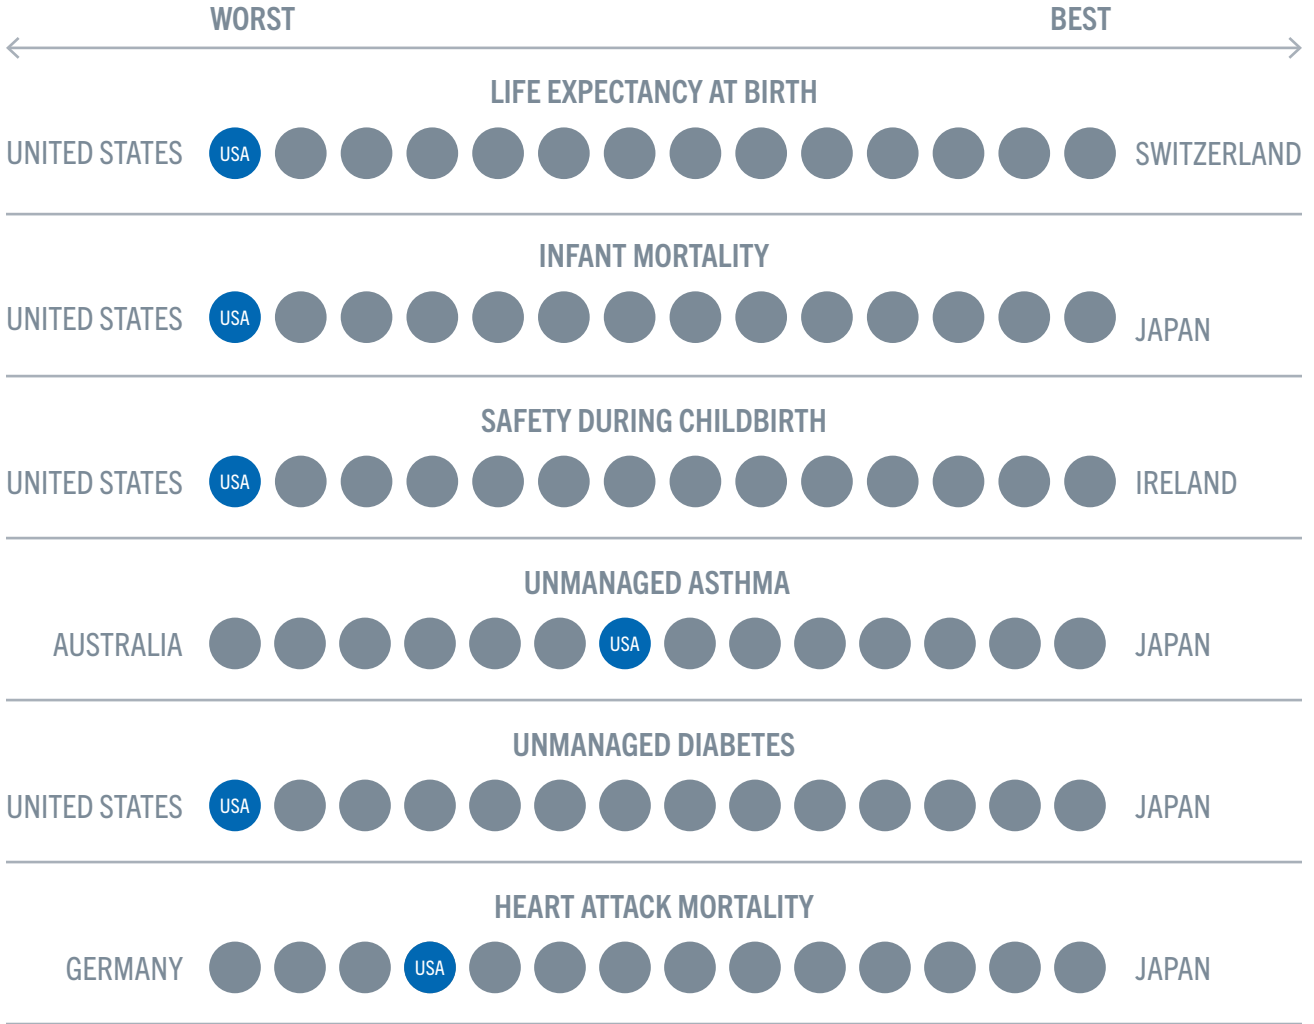 WORST BEST
LIFE EXPECTANCY AT BIRTH
UNITED STATES USA SWITZERLAND
INFANT MORTALITY
UNITED STATES USA JAPAN
SAFETY DURING CHILDBIRTH
UNITED STATES USA IRELAND
UNMANAGED ASTHMA
AUSTRALIA USA JAPAN
UNMANAGED DIABETES
UNITED STATES USA JAPAN
HEART ATTACK MORTALITY
GERMANY USA JAPAN